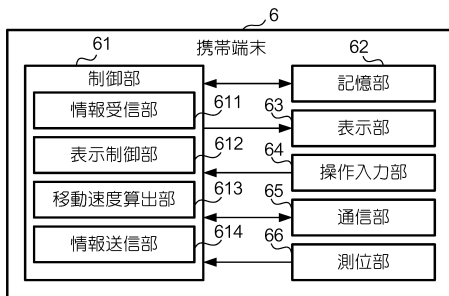 6
携帯端末
61
制御部
情報受信部
611
表示制御部
612
移動速度算出部
613
情報送信部
614
62
記憶部
63
表示部
64
操作入力部
65
通信部
66
測位部